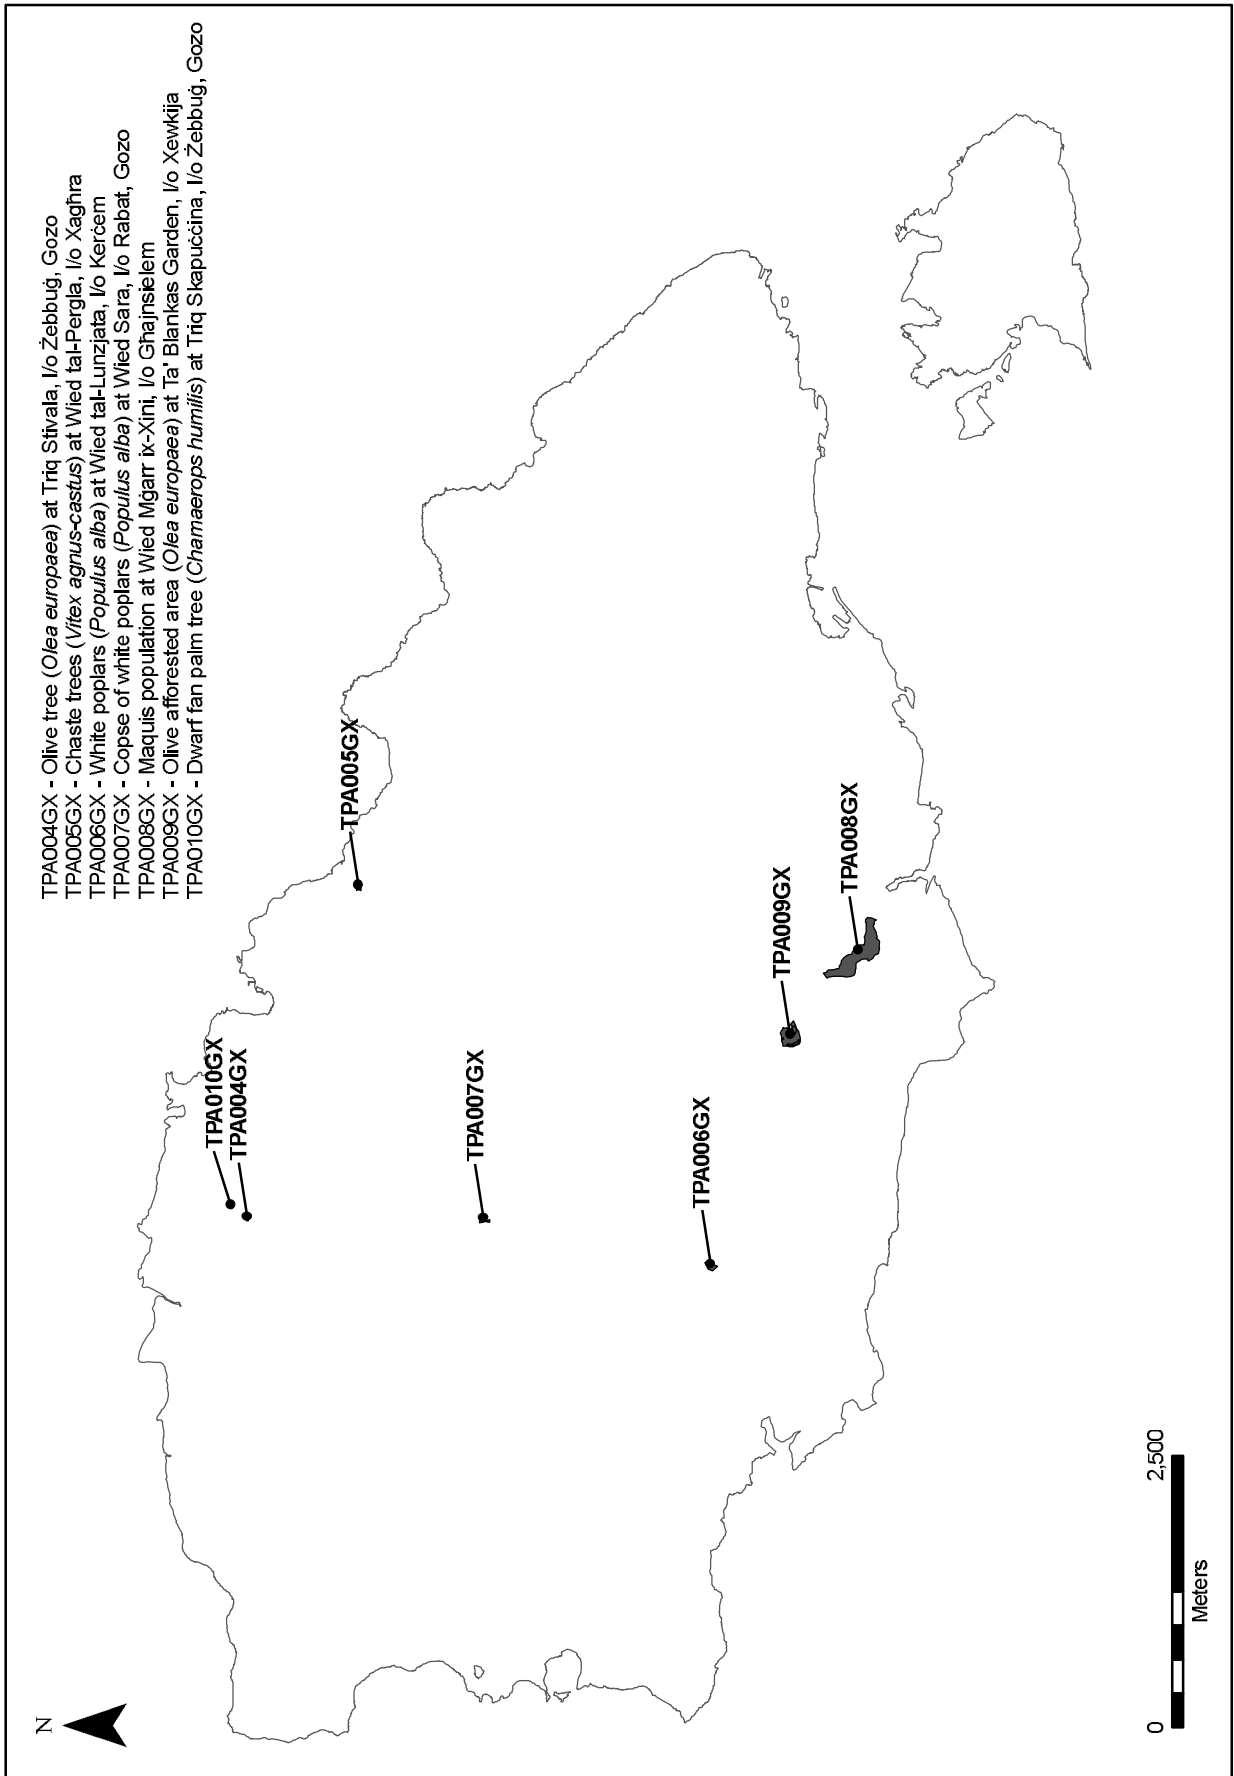 TPA004GX - Olive tree (Olea europaea) at Triq Stivala, l/o Żebbuġ, Gozo
TPA005GX - Chaste trees (Vitex agnus-castus) at Wied tal-Pergla, l/o Xagħra
TPA006GX - White poplars (Populus alba) at Wied tal-Lunzjata, l/o Kerċem
TPA007GX - Copse of white poplars (Populus alba) at Wied Sara, l/o Rabat, Gozo
TPA008GX - Maquis population at Wied Mġarr ix-Xini, l/o Għajnsielem
TPA009GX - Olive afforested area (Olea europaea) at Ta' Blankas Garden, l/o Xewkija
TPA010GX - Dwarf fan palm tree (Chamaerops humilis) at Triq Skapuċċina, l/o Żebbuġ, Gozo
N
TPA010GX
TPA004GX
TPA005GX
TPA007GX
TPA006GX
TPA009GX
TPA008GX
0 2,500
Meters